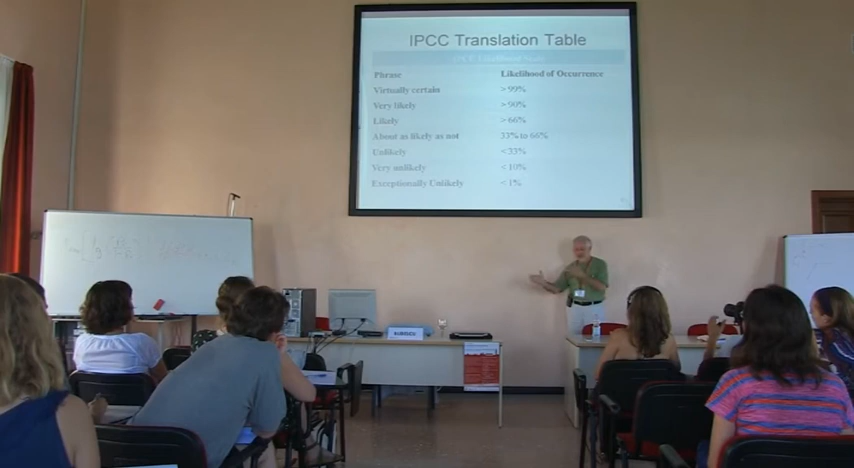 IPCC Translation Table
Phrase Likelihood of Occurrence
Virtually certain > 99%
Very likely > 90%
Likely > 66%
About as likely as not 33% to 66%
Unlikely < 33%
Very unlikely < 10%
Exceptionally Unlikely < 1%